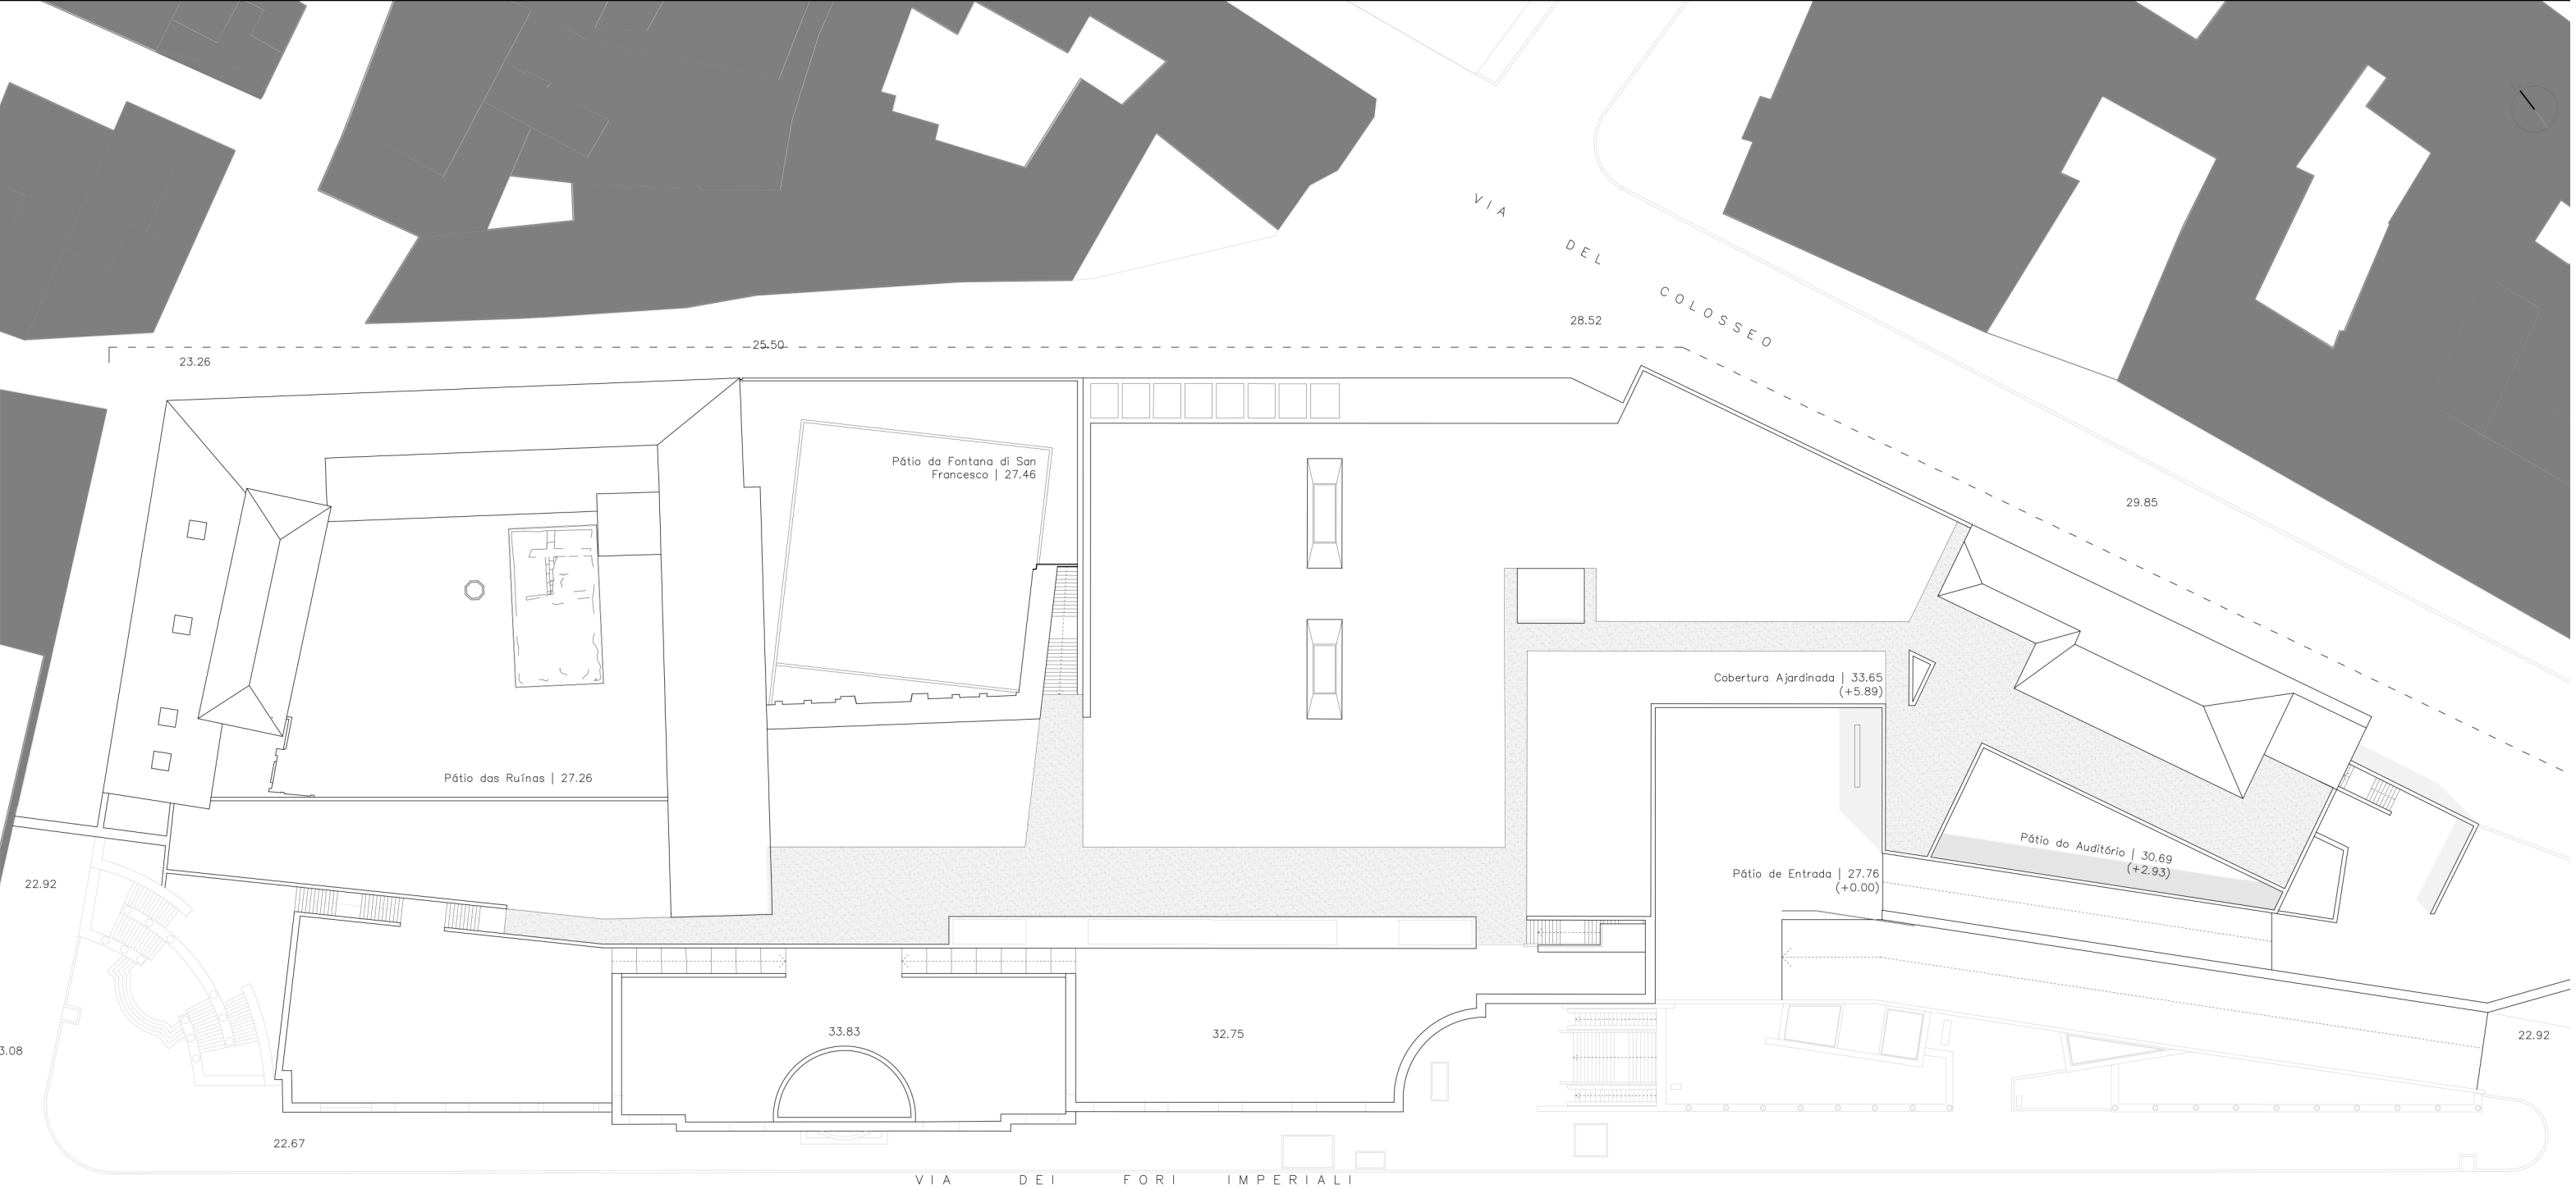 VIA
DEL
COLOSSEO
28.52
25.50
23.26
Pátio da Fontana di San
Francesco | 27.46
29.85
Cobertura Ajardinada | 33.65
(+5.89)
Pátio das Ruínas | 27.26
Pátio do Auditório | 30.69
(+2.93)
Pátio de Entrada | 27.76
(+0.00)
22.92
33.83
32.75
22.92
3.08
22.67
VIA DEI FORI IMPERIALI